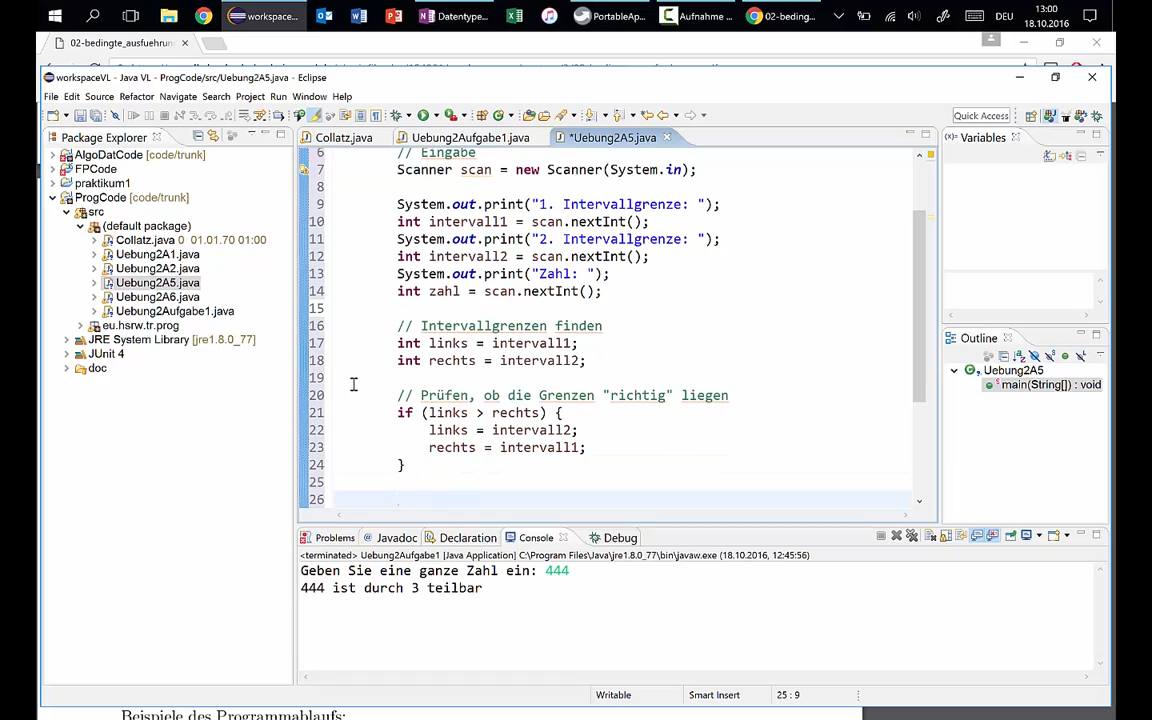 workspace...
Datentype...
PortableAp...
Aufnahme ...
02-beding...
DEU
13:00
18.10.2016
02-bedingte_ausfuehrun
workspaceVL - Java VL - ProgCode/src/Uebung2A5.java - Eclipse
File Edit Source Refactor Navigate Search Project Run Window Help
Quick Access
Package Explorer
Collatz.java
Uebung2Aufgabe1.java
*Uebung2A5.java
Variables
AlgoDatCode [code/trunk]
FPCode
praktikum1
ProgCode [code/trunk]
src
(default package)
Collatz.java 0 01.01.70 01:00
Uebung2A1.java
Uebung2A2.java
Uebung2A5.java
Uebung2A6.java
Uebung2Aufgabe1.java
eu.hsrw.tr.prog
JRE System Library [jre1.8.0_77]
JUnit 4
doc
6 // Eingabe
7 Scanner scan = new Scanner(System.in);
8
9 System.out.print("1. Intervallgrenze: ");
10 int intervall1 = scan.nextInt();
11 System.out.print("2. Intervallgrenze: ");
12 int intervall2 = scan.nextInt();
13 System.out.print("Zahl: ");
14 int zahl = scan.nextInt();
15
16 // Intervallgrenzen finden
17 int links = intervall1;
18 int rechts = intervall2;
19
20 // Prüfen, ob die Grenzen "richtig" liegen
21 if (links > rechts) {
22 links = intervall2;
23 rechts = intervall1;
24 }
25
26
Outline
Uebung2A5
main(String[]) : void
Problems
Javadoc
Declaration
Console
Debug
<terminated> Uebung2Aufgabe1 [Java Application] C:\Program Files\Java\jre1.8.0_77\bin\javaw.exe (18.10.2016, 12:45:56)
Geben Sie eine ganze Zahl ein: 444
444 ist durch 3 teilbar
Writable
Smart Insert
25 : 9
Beispiele des Programmablaufs: